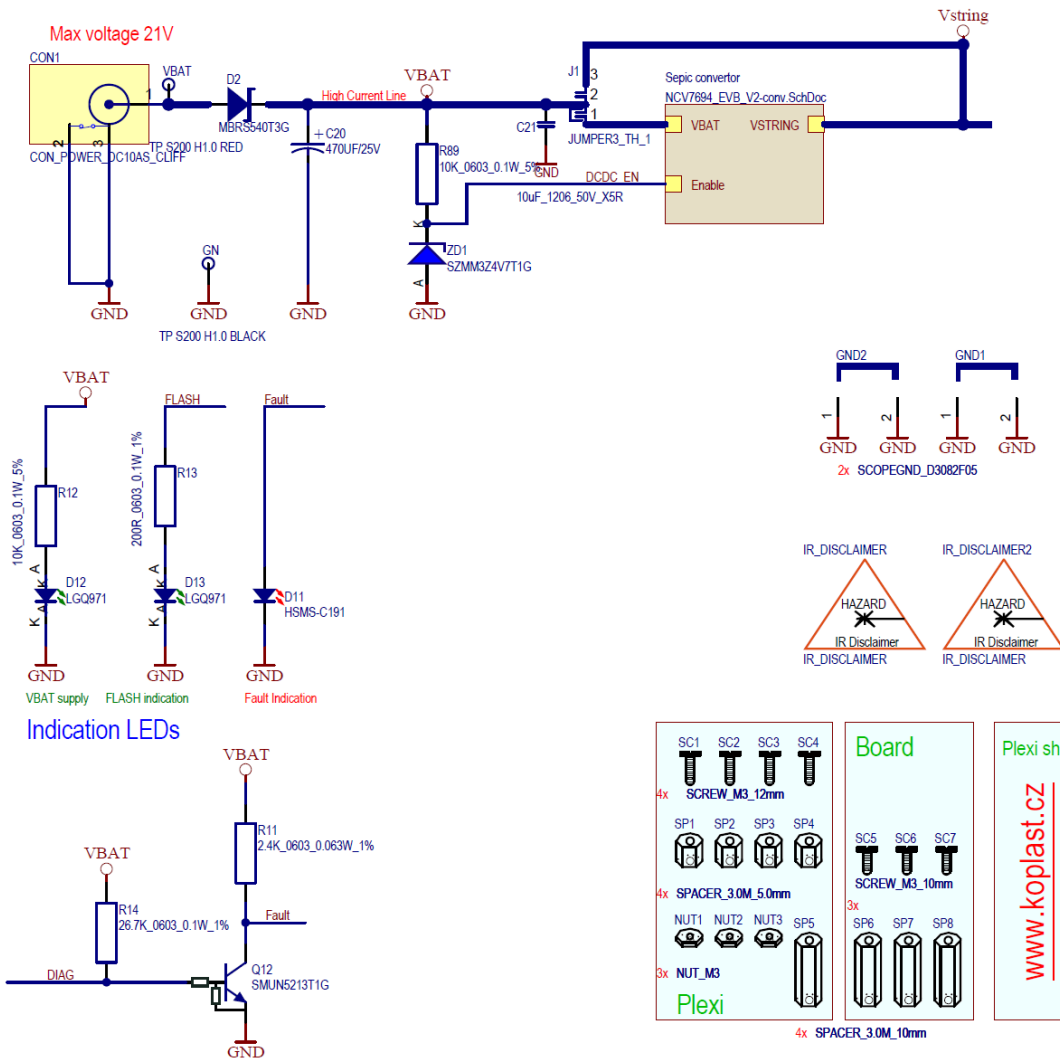 Max voltage 21V
CON1
1
2
3
CON_POWER_DC10AS_CLIFF
VBAT
TP S200 H1.0 RED
D2
MBRS540T3G
High Current Line
+ C20
470UF/25V
VBAT
R89
10K_0603_0.1W_5%
C21
GND
10uF_1206_50V_X5R
DCDC_EN
J1
3
2
1
JUMPER3_TH_1
Vstring
Sepic convertor
NCV7694_EVB_V2-conv.SchDoc
VBAT
VSTRING
Enable
K
ZD1
SZMM3Z4V7T1G
A
GN
GND
GND
GND
GND
TP S200 H1.0 BLACK
GND2
GND1
1
2
1
2
GND
GND
GND
GND
2x SCOPEGND_D3082F05
VBAT
FLASH
Fault
R12
10K_0603_0.1W_5%
R13
200R_0603_0.1W_1%
A
K
D12
LGQ971
A
K
A
K
D13
LGQ971
A
K
D11
HSMS-C191
GND
GND
GND
VBAT supply
FLASH indication
Fault Indication
Indication LEDs
IR_DISCLAIMER
IR_DISCLAIMER2
HAZARD
IR Disclaimer
HAZARD
IR Disclaimer
IR_DISCLAIMER
IR_DISCLAIMER
VBAT
R11
2.4K_0603_0.063W_1%
VBAT
R14
26.7K_0603_0.1W_1%
Fault
DIAG
Q12
SMUN5213T1G
GND
SC1 SC2 SC3 SC4
4x SCREW_M3_12mm
SP1 SP2 SP3 SP4
4x SPACER_3.0M_5.0mm
NUT1 NUT2 NUT3 SP5
3x NUT_M3
Plexi
Board
SC5 SC6 SC7
SCREW_M3_10mm
3x
SP6 SP7 SP8
4x SPACER_3.0M_10mm
Plexi sh
www.koplast.cz